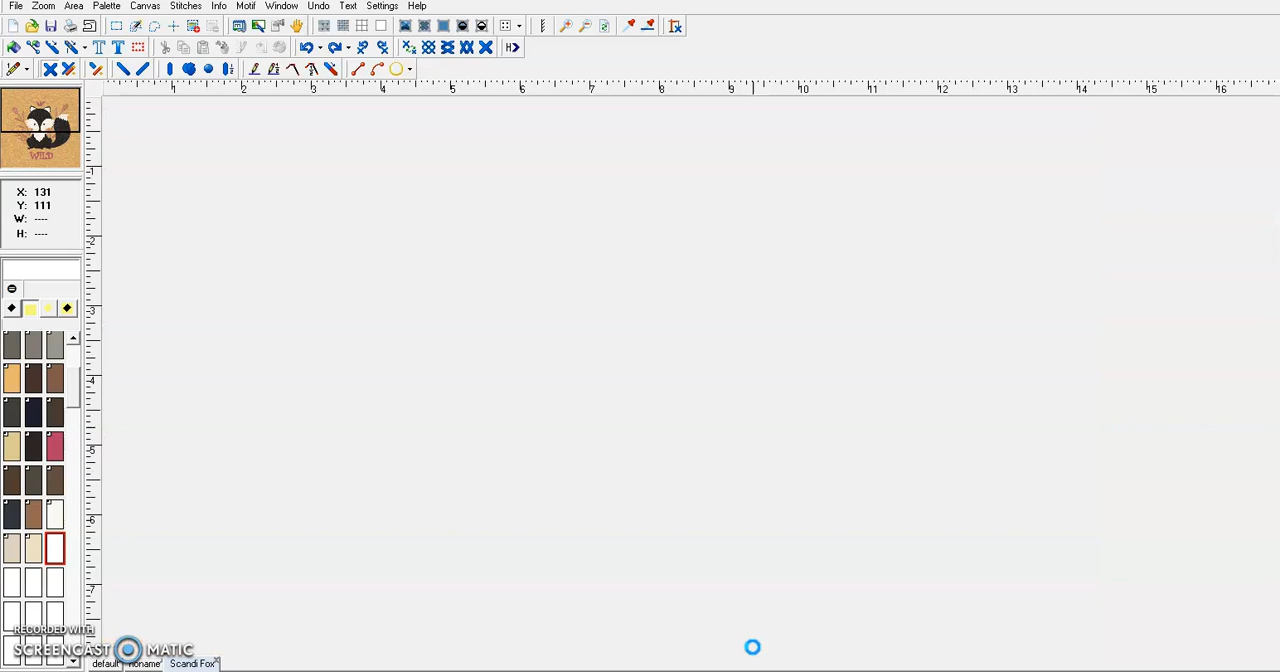 File Zoom Area Palette Canvas Stitches Info Motif Window Undo Text Settings Help
1 2 3 4 5 6 7 8 9 10 11 12 13 14 15 16
WILD
X: 131
Y: 111
W: ----
H: ----
1
2
3
4
5
6
7
RECORDED WITH
SCREENCAST MATIC
default noname Scandi Fox